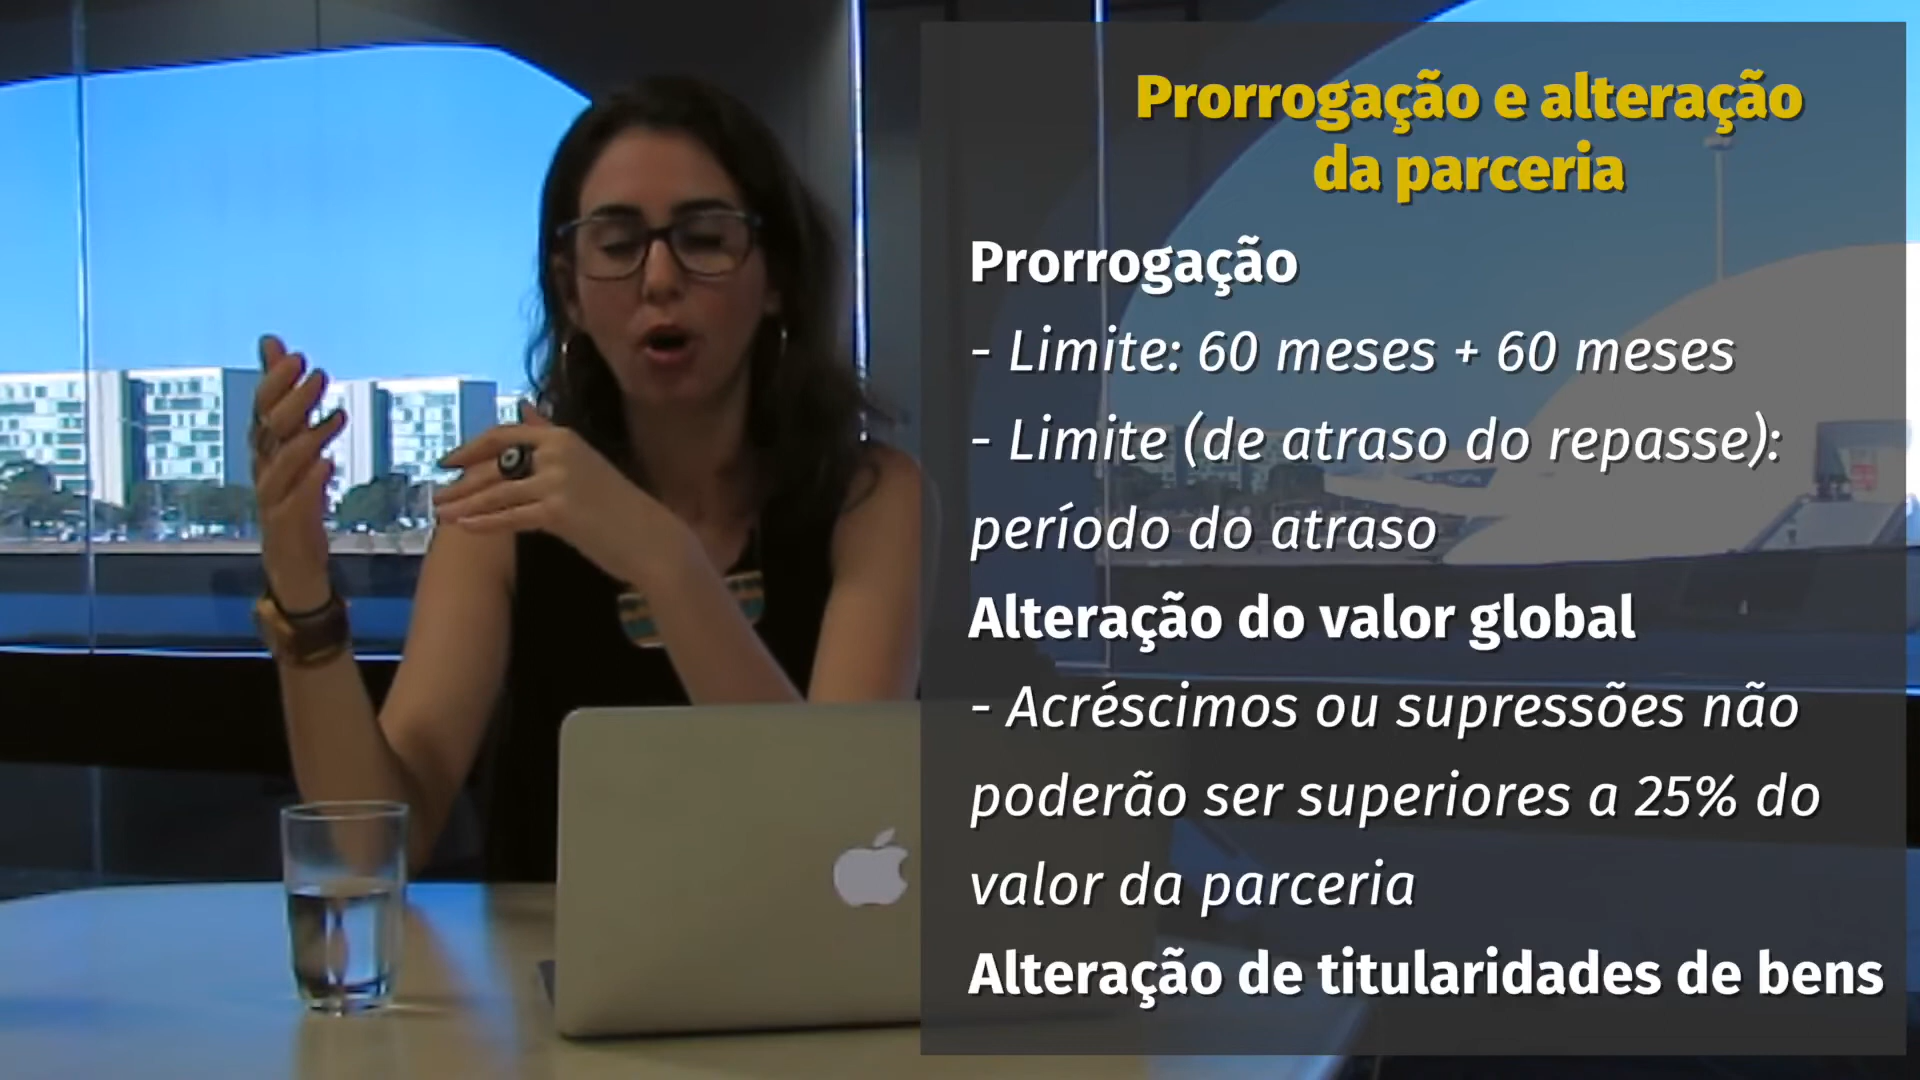 Prorrogação e alteração
da parceria
Prorrogação
- Limite: 60 meses + 60 meses
- Limite (de atraso do repasse):
período do atraso
Alteração do valor global
- Acréscimos ou supressões não
poderão ser superiores a 25% do
valor da parceria
Alteração de titularidades de bens